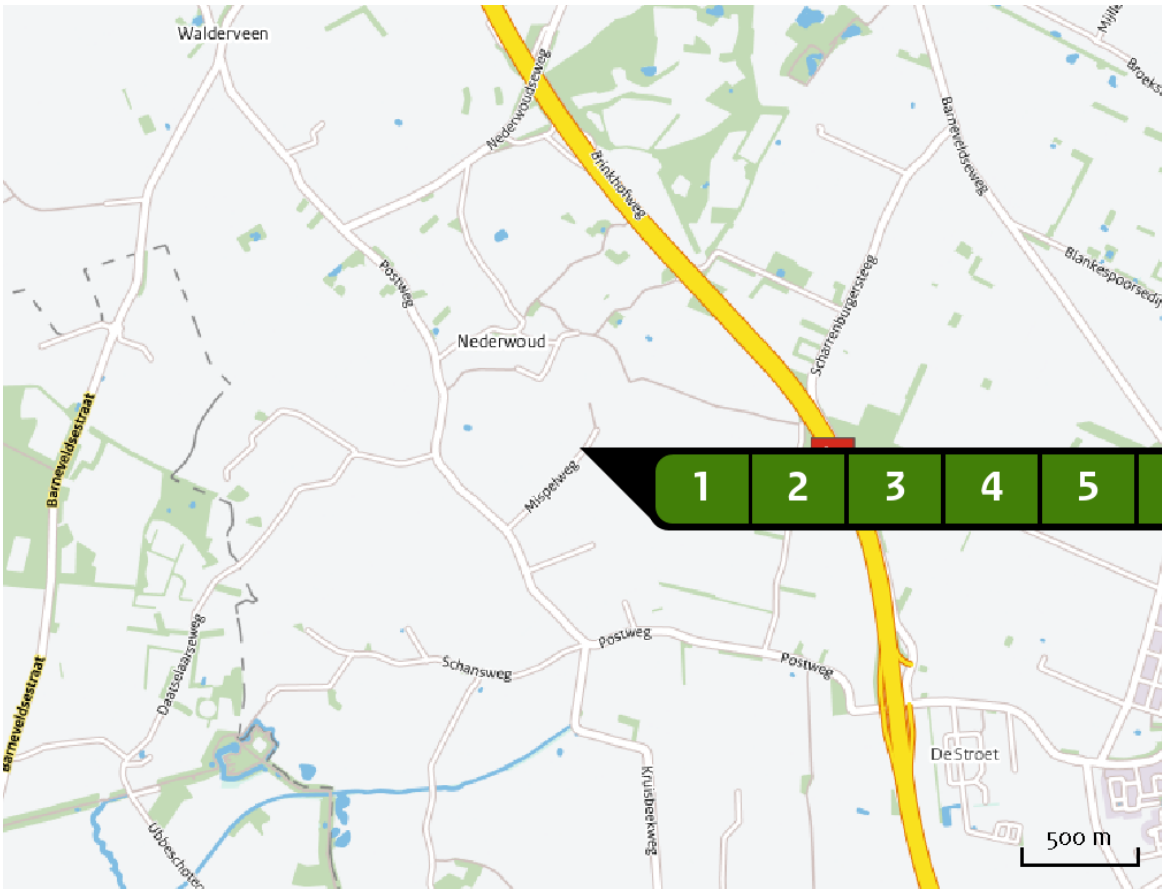 Walderveen
Nederwoudseweg
Brinkhofweg
Barneveldseweg
Postweg
Scharrenburgersteeg
Nederwoud
Barneveldsestraat
Mispelweg
1 2 3 4 5
Daatselaarseweg
Schansweg
Postweg
Postweg
Barneveldsestraat
De Stroet
Kruisbeekweg
500 m